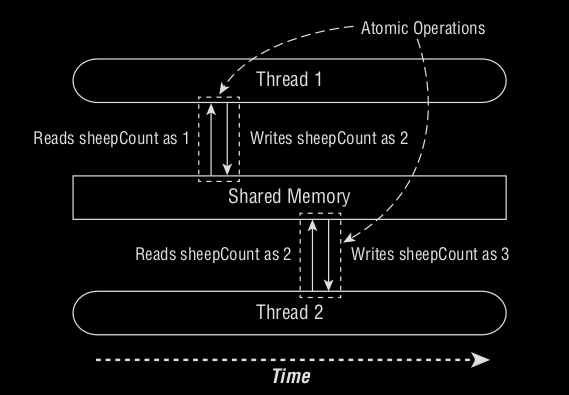 Atomic Operations
Thread 1
Reads sheepCount as 1
Writes sheepCount as 2
Shared Memory
Reads sheepCount as 2
Writes sheepCount as 3
Thread 2
Time